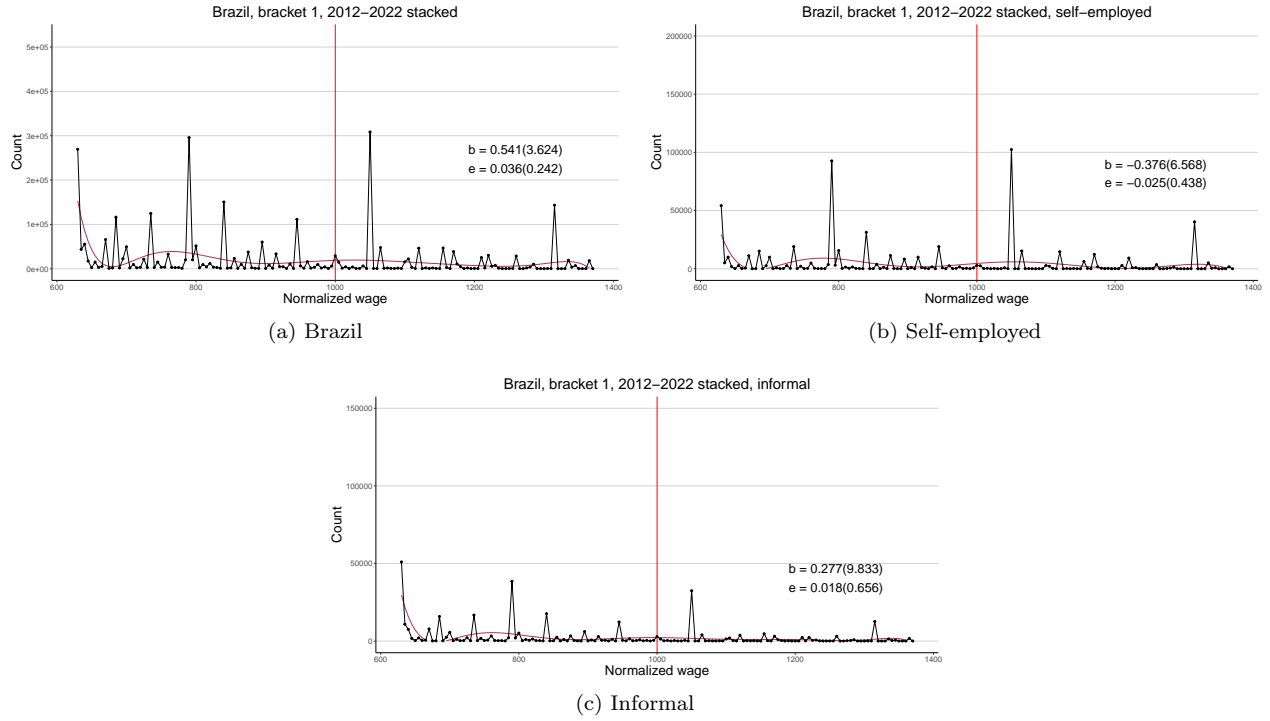 Brazil, bracket 1, 2012−2022 stacked
5e+05
4e+05
3e+05
2e+05
1e+05
0e+00
Count
b = 0.541(3.624)
e = 0.036(0.242)
600
800
1000
1200
1400
Normalized wage
(a) Brazil
Brazil, bracket 1, 2012−2022 stacked, self−employed
200000
150000
100000
50000
0
Count
b = −0.376(6.568)
e = −0.025(0.438)
600
800
1000
1200
1400
Normalized wage
(b) Self-employed
Brazil, bracket 1, 2012−2022 stacked, informal
150000
100000
50000
0
Count
b = 0.277(9.833)
e = 0.018(0.656)
600
800
1000
1200
1400
Normalized wage
(c) Informal